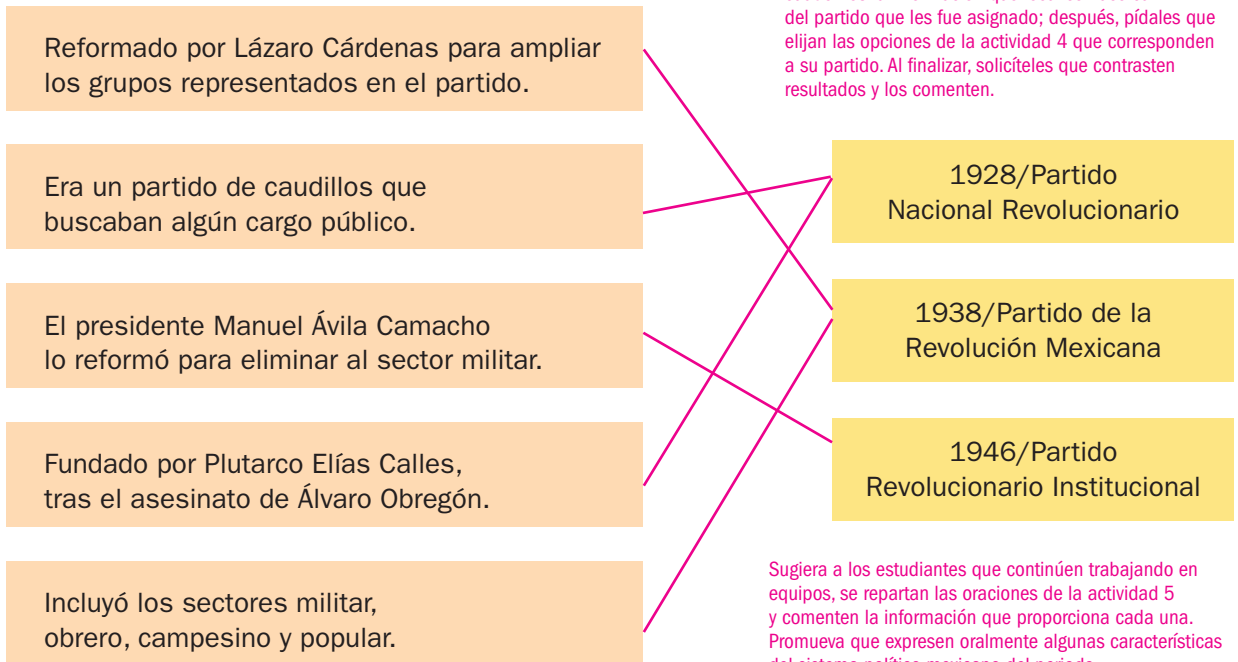 Reformado por Lázaro Cárdenas para ampliar
los grupos representados en el partido.
Era un partido de caudillos que
buscaban algún cargo público.
El presidente Manuel Ávila Camacho
lo reformó para eliminar al sector militar.
Fundado por Plutarco Elías Calles,
tras el asesinato de Álvaro Obregón.
Incluyó los sectores militar,
obrero, campesino y popular.
del partido que les fue asignado; después, pídales que
elijan las opciones de la actividad 4 que corresponden
a su partido. Al finalizar, solicíteles que contrasten
resultados y los comenten.
1928/Partido
Nacional Revolucionario
1938/Partido de la
Revolución Mexicana
1946/Partido
Revolucionario Institucional
Sugiera a los estudiantes que continúen trabajando en
equipos, se repartan las oraciones de la actividad 5
y comenten la información que proporciona cada una.
Promueva que expresen oralmente algunas características
del sistema político mexicano del periodo